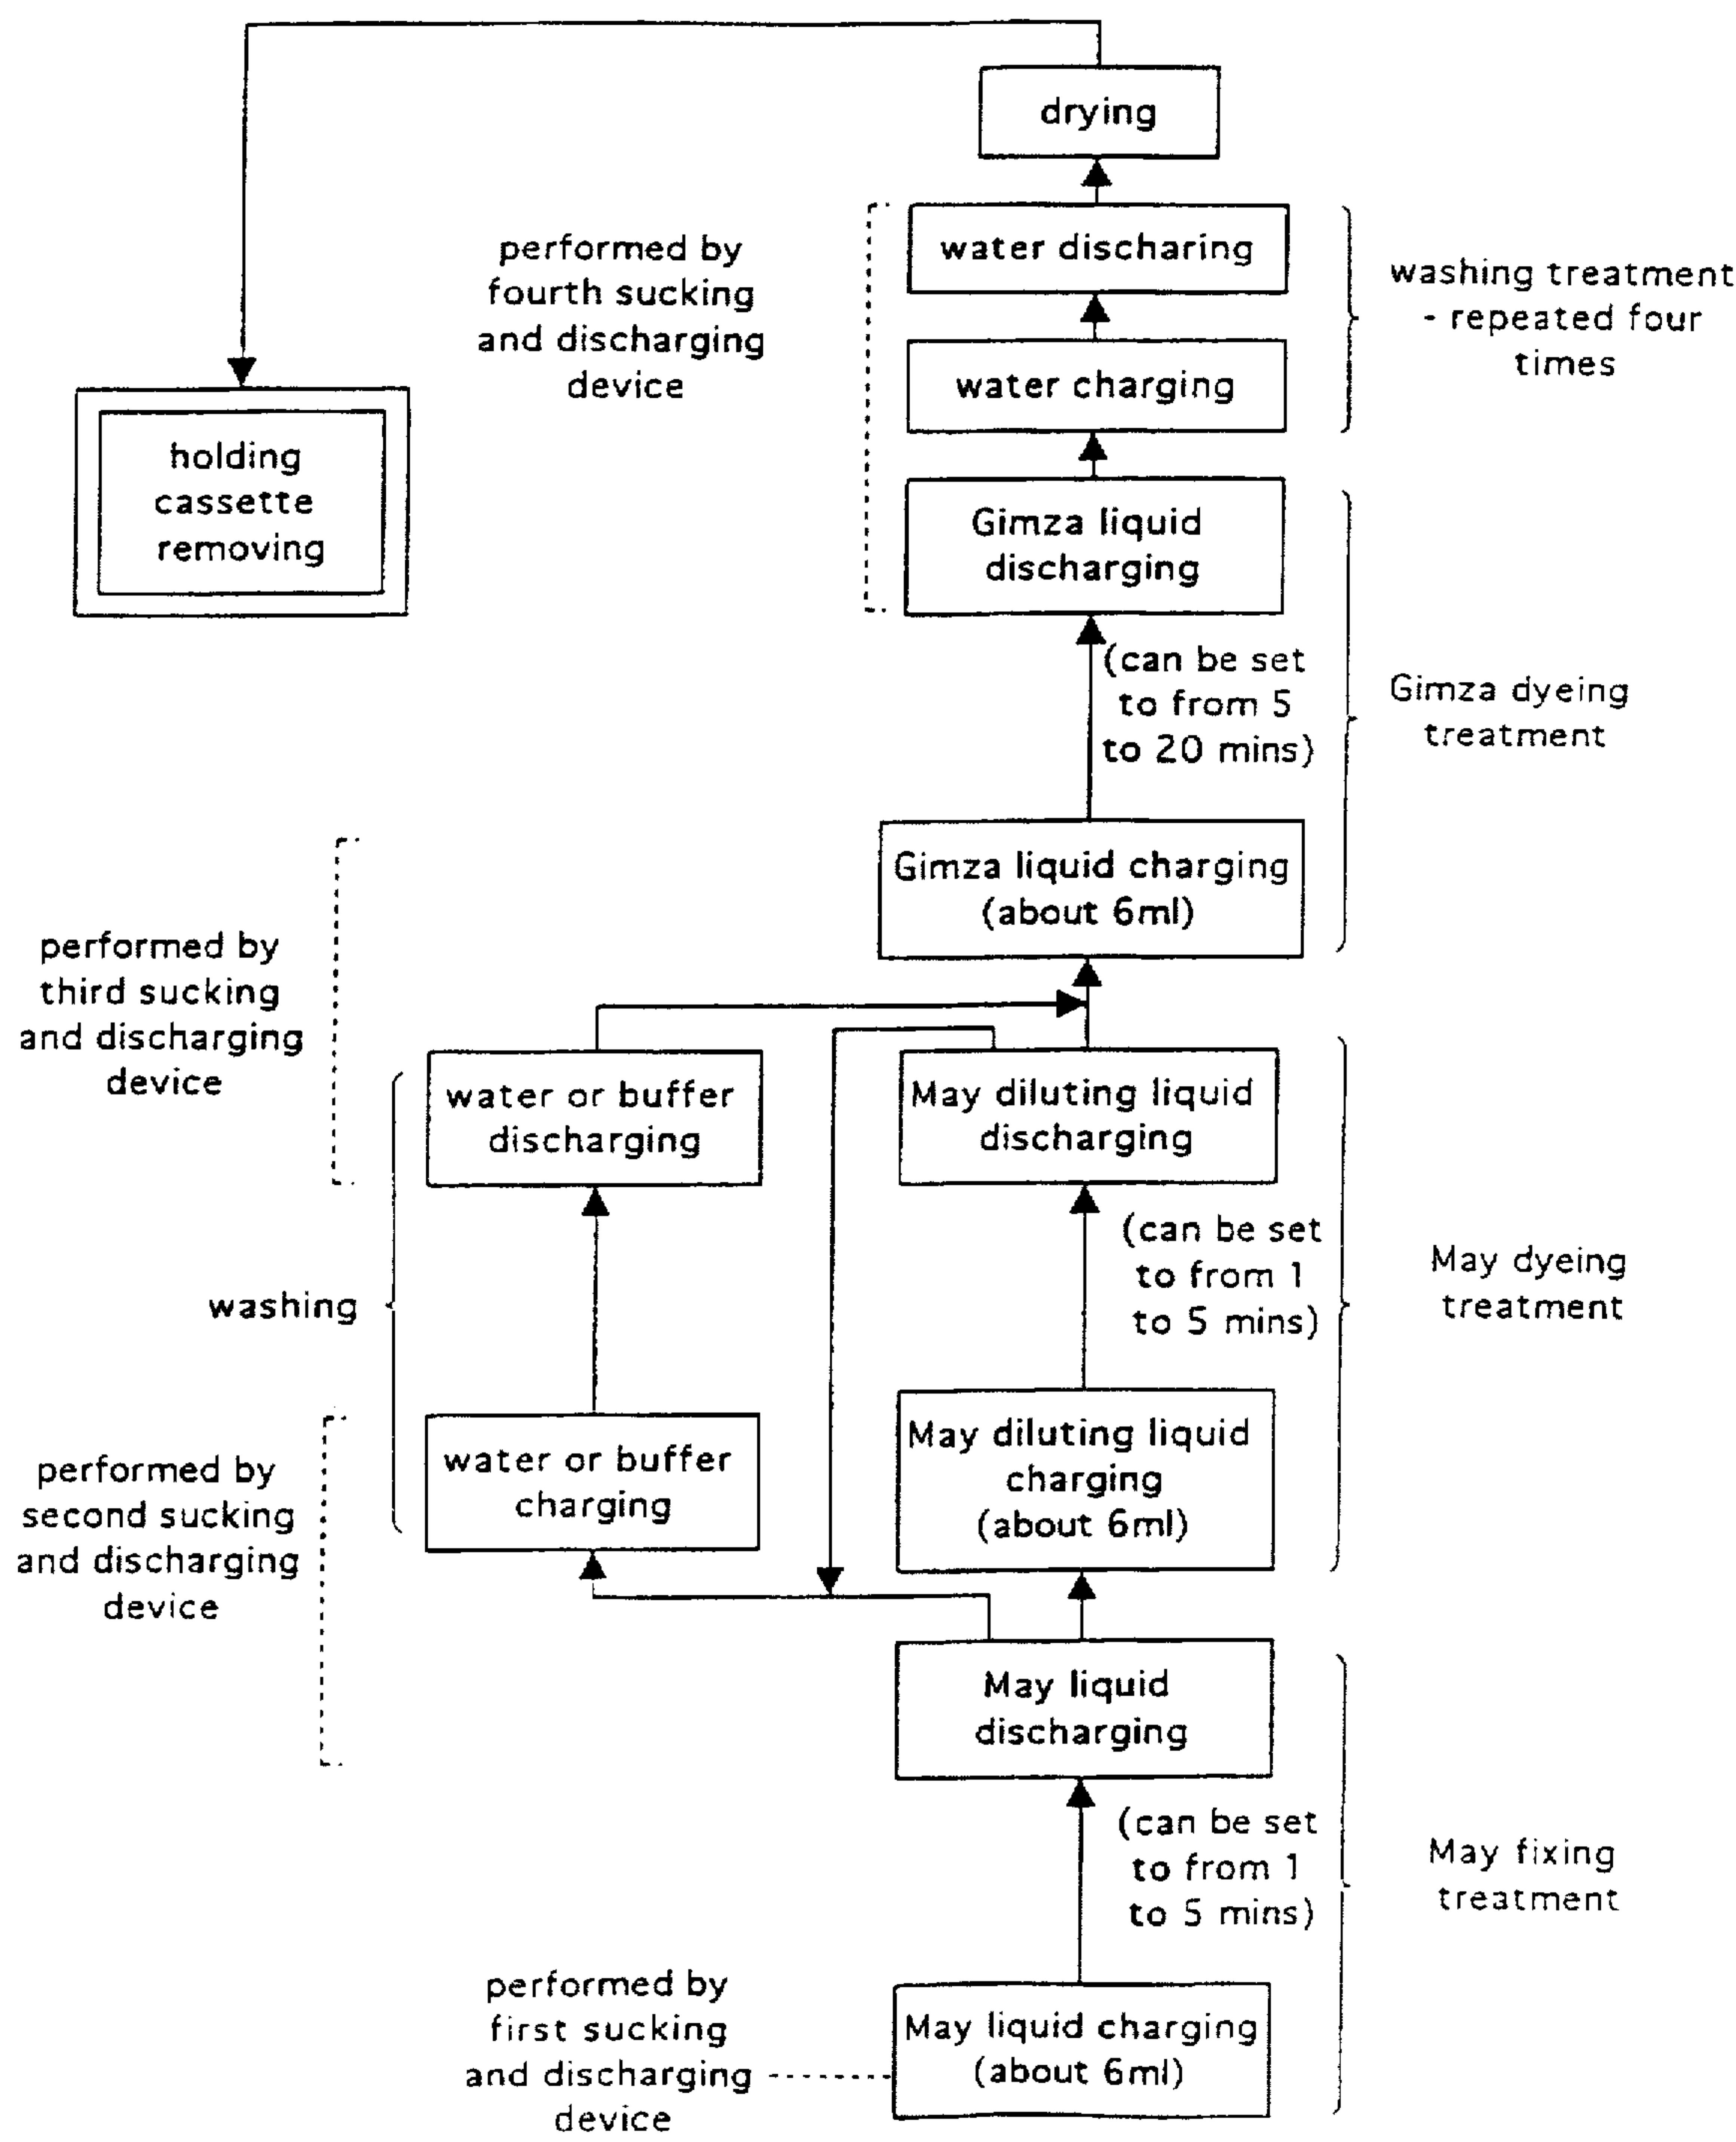 drying
performed by
fourth sucking
and discharging
device
water discharing
water charging
washing treatment
- repeated four
times
holding
cassette
removing
Gimza liquid
discharging
(can be set
to from 5
to 20 mins)
Gimza dyeing
treatment
Gimza liquid charging
(about 6ml)
performed by
third sucking
and discharging
device
water or buffer
discharging
May diluting liquid
discharging
(can be set
to from 1
to 5 mins)
May dyeing
treatment
washing
performed by
second sucking
and discharging
device
water or buffer
charging
May diluting liquid
charging
(about 6ml)
May liquid
discharging
(can be set
to from 1
to 5 mins)
May fixing
treatment
performed by
first sucking
and discharging
device
May liquid charging
(about 6ml)